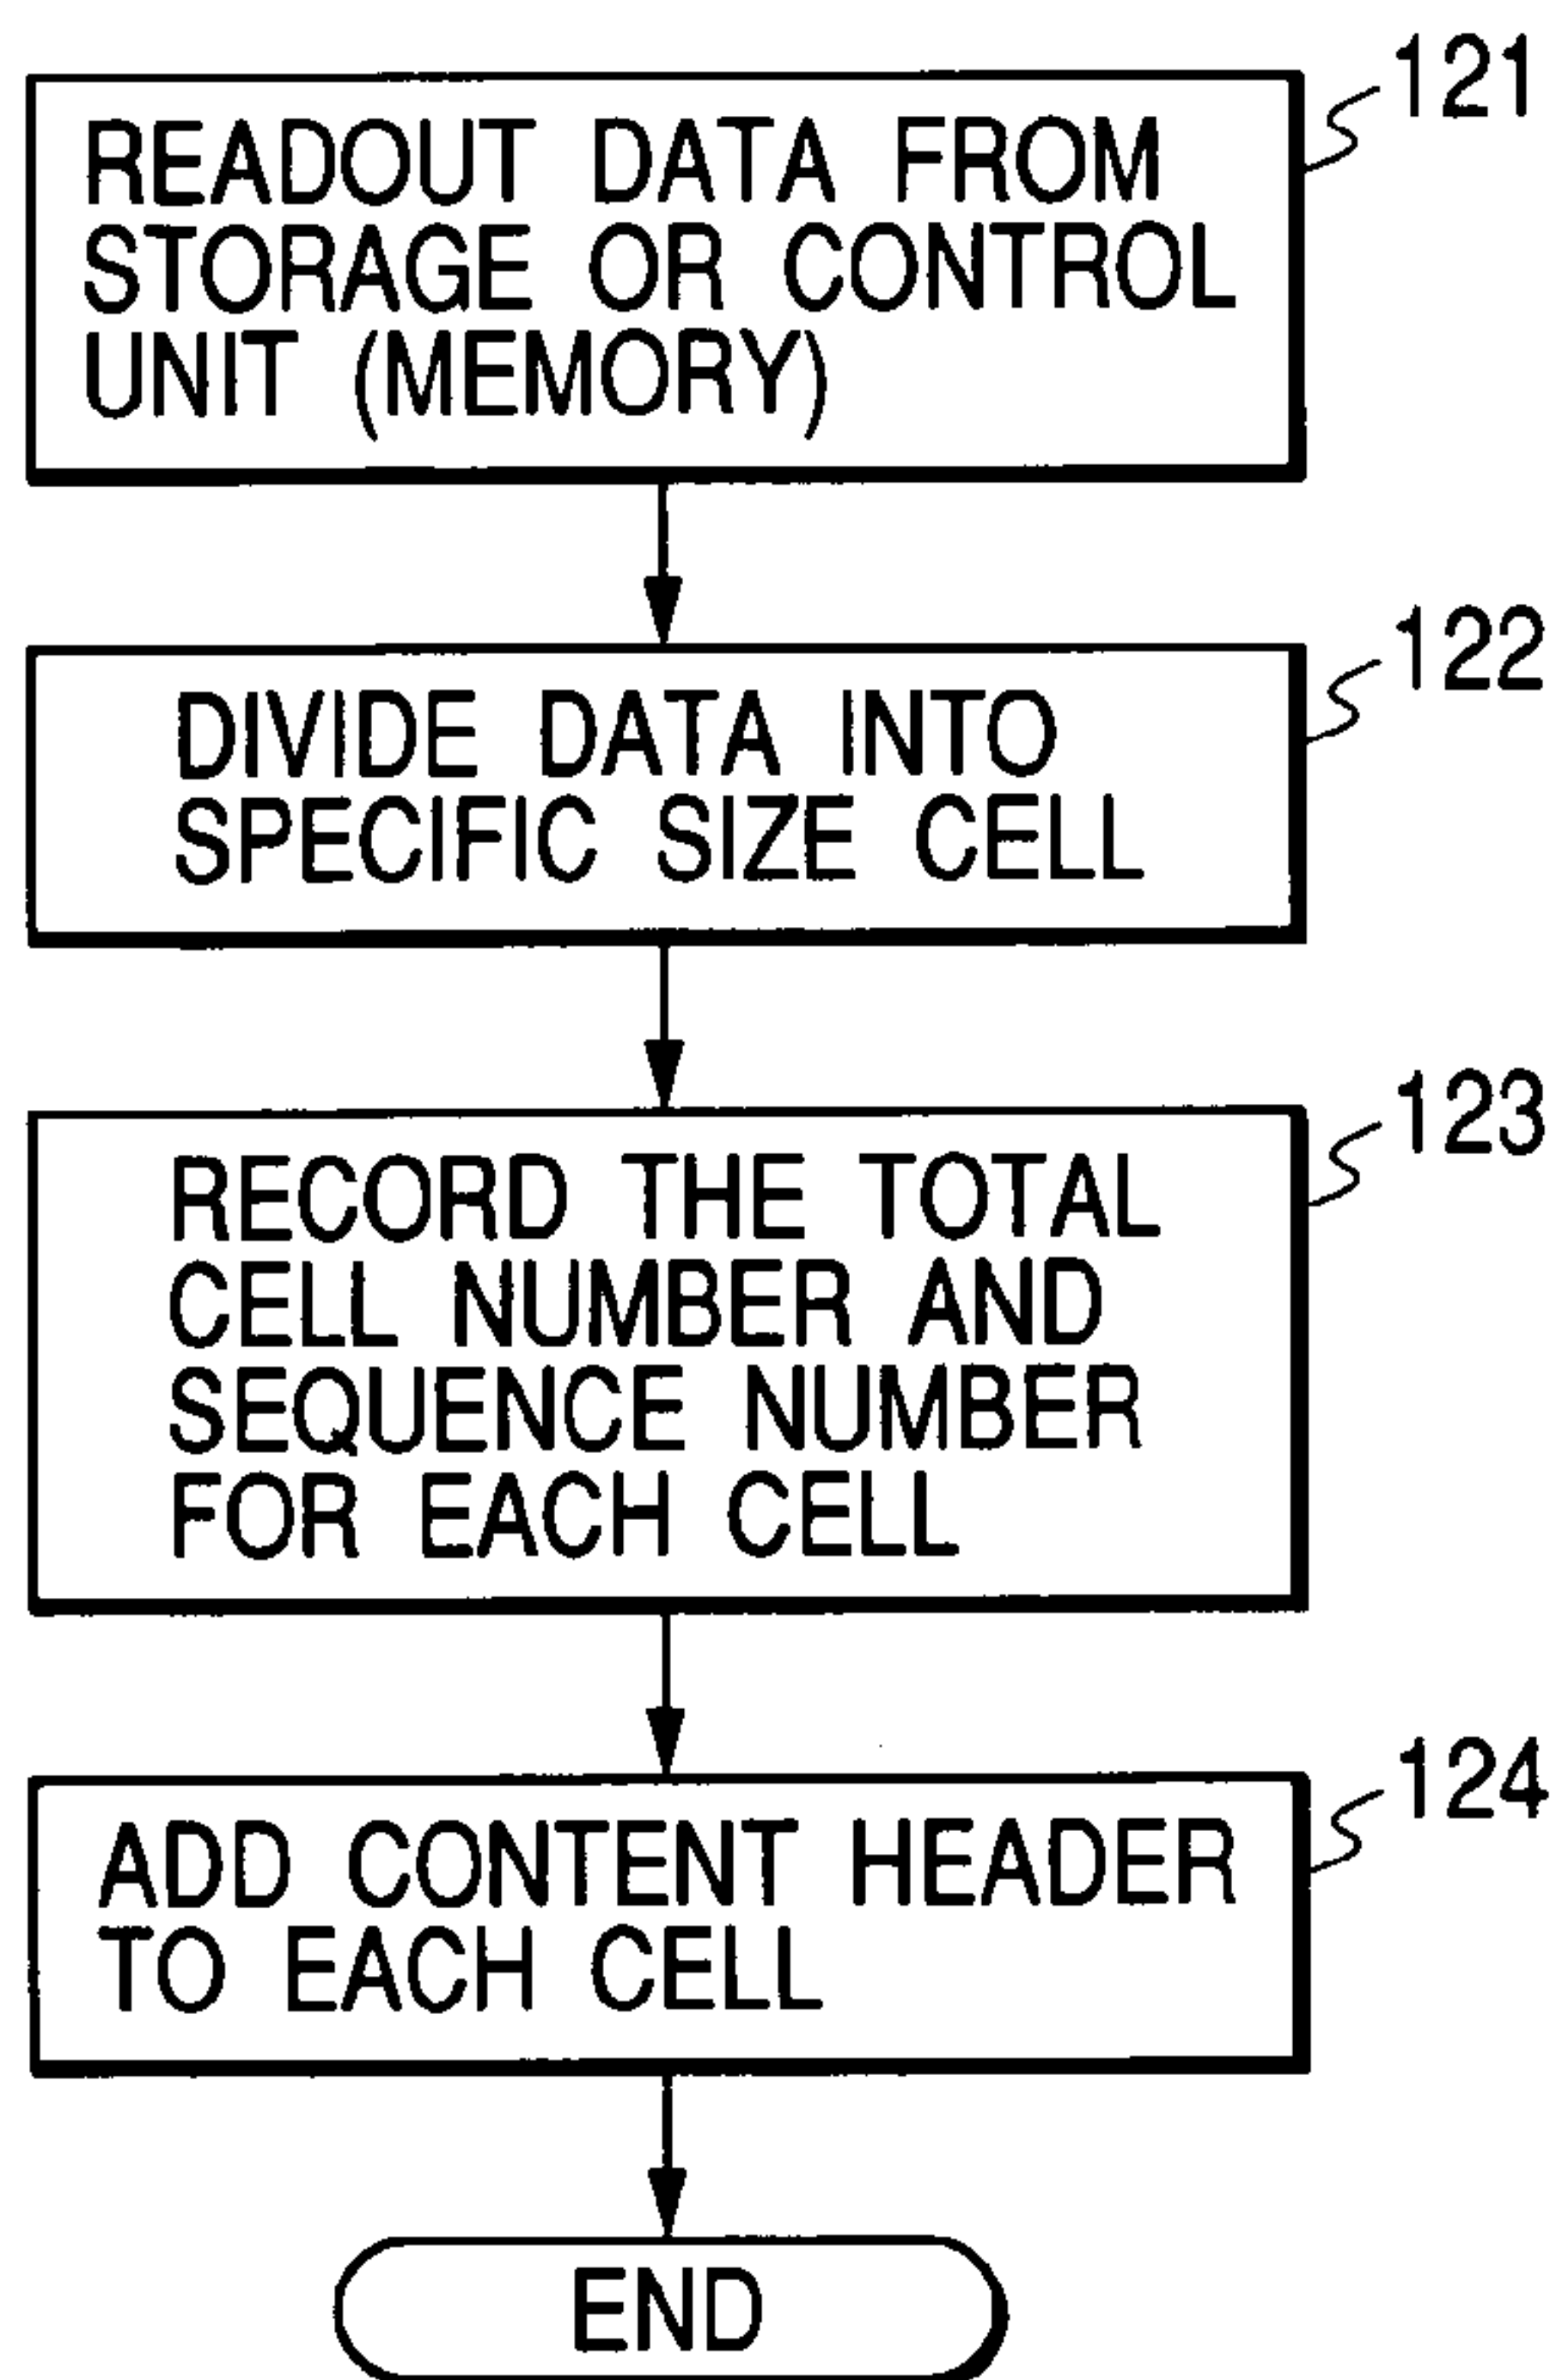 121
READOUT DATA FROM
STORAGE OR CONTROL
UNIT (MEMORY)
122
DIVIDE DATA INTO
SPECIFIC SIZE CELL
123
RECORD THE TOTAL
CELL NUMBER AND
SEQUENCE NUMBER
FOR EACH CELL
124
ADD CONTENT HEADER
TO EACH CELL
END